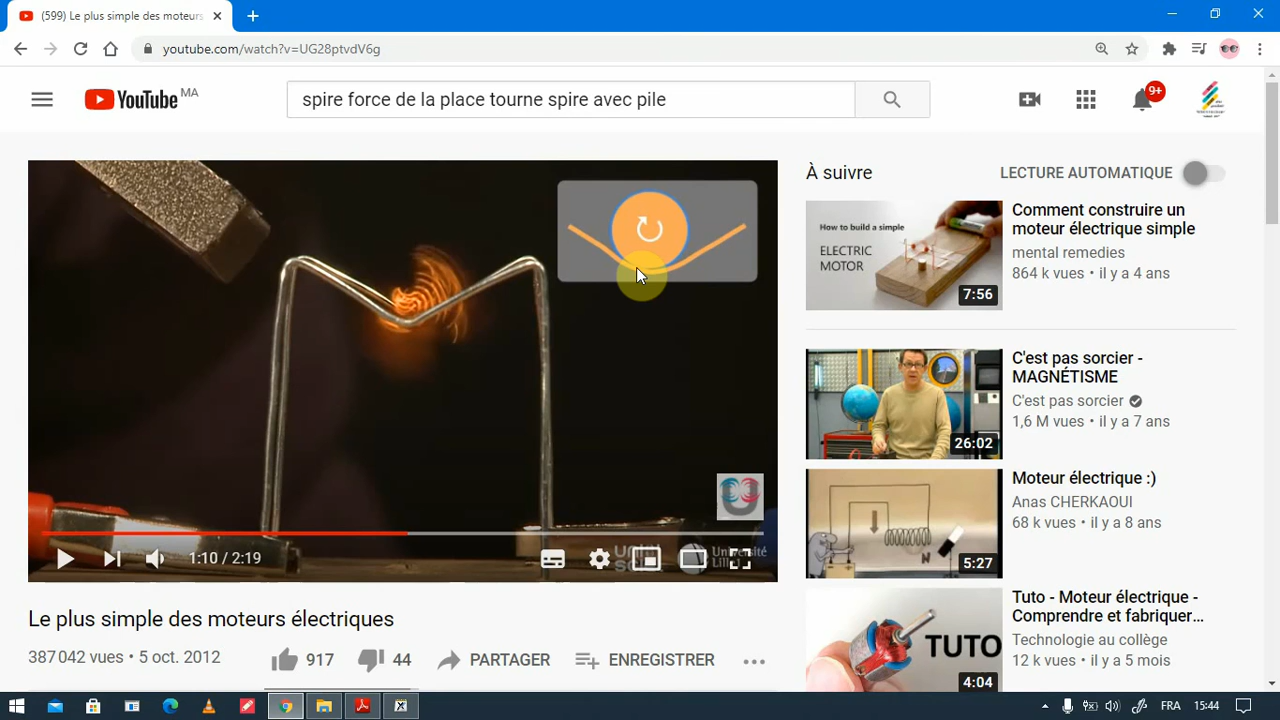 (599) Le plus simple des moteurs
youtube.com/watch?v=UG28ptvdV6g
YouTube MA
spire force de la place tourne spire avec pile
9+
À suivre
LECTURE AUTOMATIQUE
How to build a simple
ELECTRIC
MOTOR
7:56
Comment construire un
moteur électrique simple
mental remedies
864 k vues • il y a 4 ans
26:02
C'est pas sorcier -
MAGNÉTISME
C'est pas sorcier
1,6 M vues • il y a 7 ans
N
5:27
Moteur électrique :)
Anas CHERKAOUI
68 k vues • il y a 8 ans
TUTO
4:04
Tuto - Moteur électrique -
Comprendre et fabriquer...
Technologie au collège
12 k vues • il y a 5 mois
1:10 / 2:19
Université
Le plus simple des moteurs électriques
387 042 vues • 5 oct. 2012
917
44
PARTAGER
ENREGISTRER
FRA
15:44